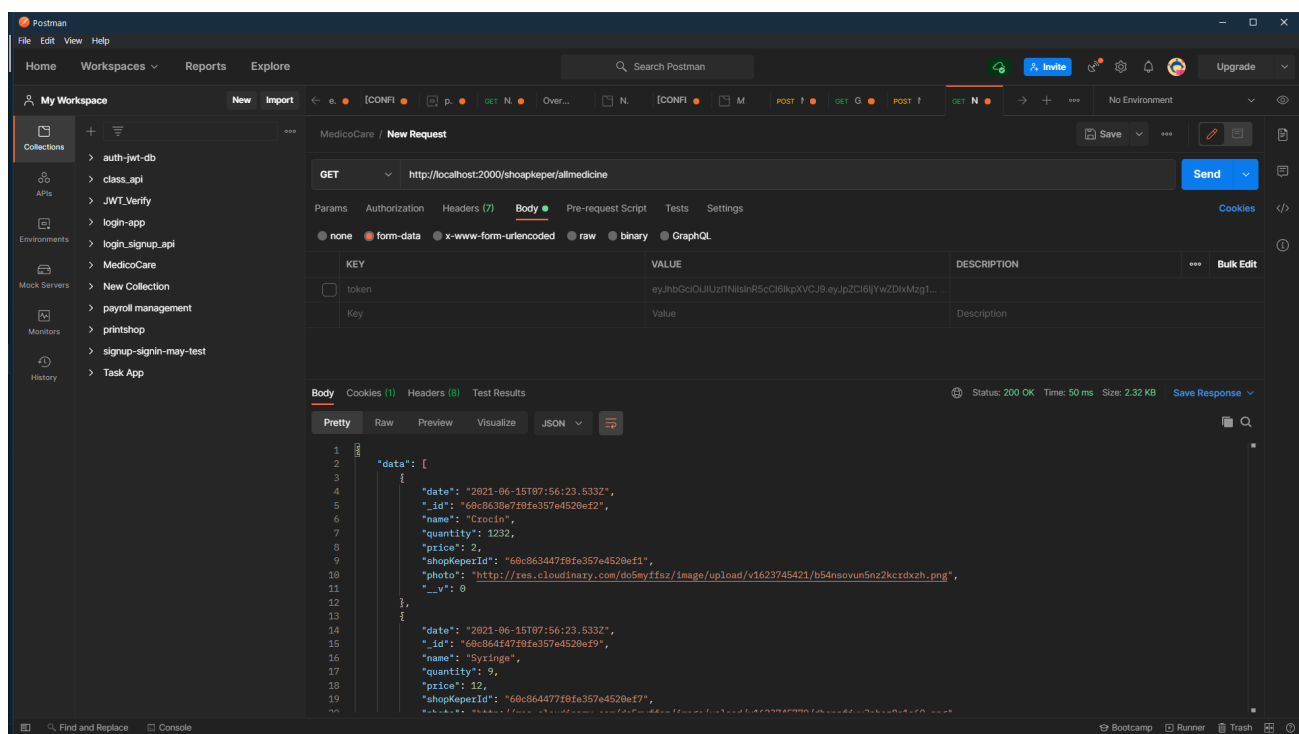 Postman
File Edit View Help
Home Workspaces Reports Explore Search Postman Invite Upgrade
My Workspace New Import e. [CONFI p. GET N. Over... N. [CONFI M POST GET G. POST GET N No Environment
Collections
APIs
Environments
Mock Servers
Monitors
History
auth-jwt-db
class_api
JWT_Verify
login-app
login_signup_api
MedicoCare
New Collection
payroll management
printshop
signup-signin-may-test
Task App
MedicoCare / New Request Save
GET http://localhost:2000/shoapkeper/allmedicine Send
Params Authorization Headers (7) Body Pre-request Script Tests Settings Cookies
none form-data x-www-form-urlencoded raw binary GraphQL
KEY VALUE DESCRIPTION Bulk Edit
token
Key Value Description
Body Cookies (1) Headers (8) Test Results Status: 200 OK Time: 50 ms Size: 2.32 KB Save Response
Pretty Raw Preview Visualize JSON
1 {
2 "data": [
3 {
4 "date": "2021-06-15T07:56:23.533Z",
5 "_id": "60c8638e7f0fe357e4520ef2",
6 "name": "Crocin",
7 "quantity": 1232,
8 "price": 2,
9 "shopKeperId": "60c863447f0fe357e4520ef1",
10 "photo": "http://res.cloudinary.com/do5myffsz/image/upload/v1623745421/b54nsovun5nz2kcrdxzh.png",
11 "__v": 0
12 },
13 {
14 "date": "2021-06-15T07:56:23.533Z",
15 "_id": "60c864f47f0fe357e4520ef9",
16 "name": "Syringe",
17 "quantity": 9,
18 "price": 12,
19 "shopKeperId": "60c864477f0fe357e4520ef7",
Find and Replace Console Bootcamp Runner Trash